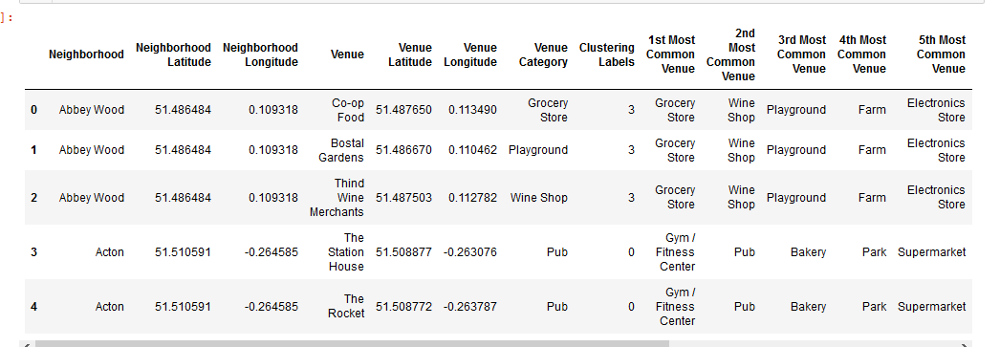 ]:
Neighborhood Neighborhood Latitude Neighborhood Longitude Venue Venue Latitude Venue Longitude Venue Category Clustering Labels 1st Most Common Venue 2nd Most Common Venue 3rd Most Common Venue 4th Most Common Venue 5th Most Common Venue
0 Abbey Wood 51.486484 0.109318 Co-op Food 51.487650 0.113490 Grocery Store 3 Grocery Store Wine Shop Playground Farm Electronics Store
1 Abbey Wood 51.486484 0.109318 Bostal Gardens 51.486670 0.110462 Playground 3 Grocery Store Wine Shop Playground Farm Electronics Store
2 Abbey Wood 51.486484 0.109318 Thind Wine Merchants 51.487503 0.112782 Wine Shop 3 Grocery Store Wine Shop Playground Farm Electronics Store
3 Acton 51.510591 -0.264585 The Station House 51.508877 -0.263076 Pub 0 Gym / Fitness Center Pub Bakery Park Supermarket
4 Acton 51.510591 -0.264585 The Rocket 51.508772 -0.263787 Pub 0 Gym / Fitness Center Pub Bakery Park Supermarket